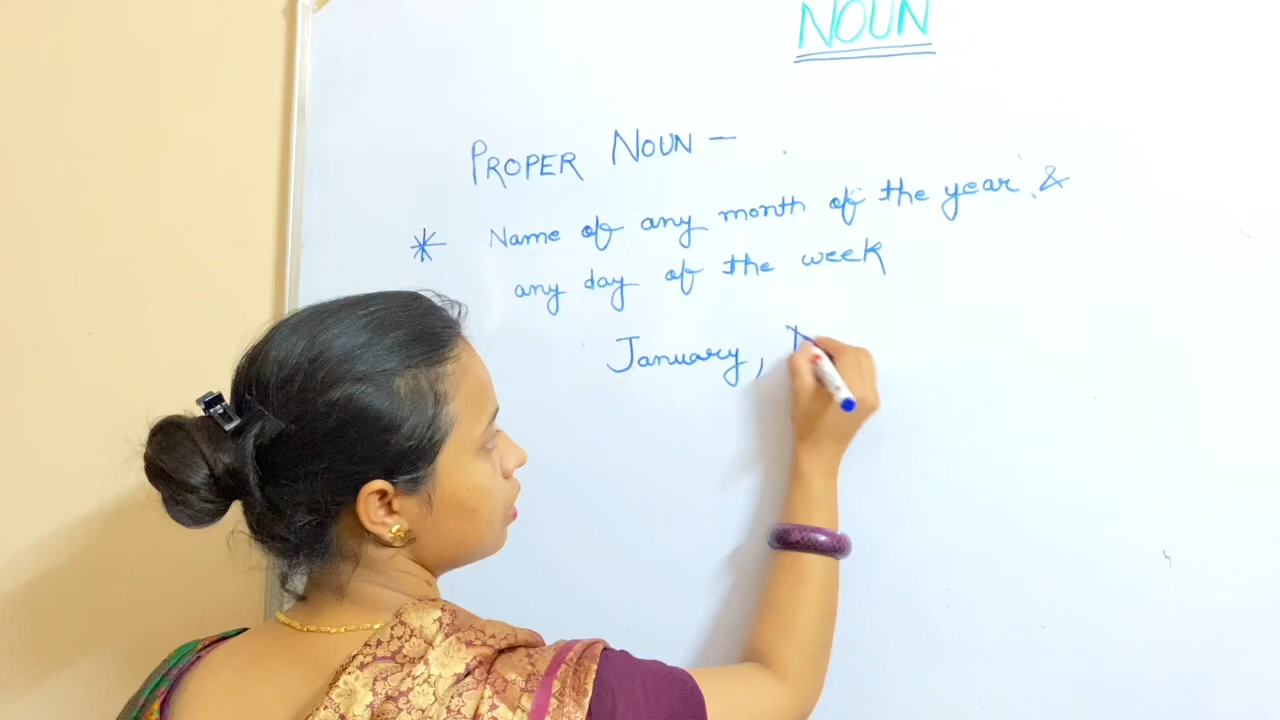 NOUN
PROPER NOUN -
* Name of any month of the year &
any day of the week
January,